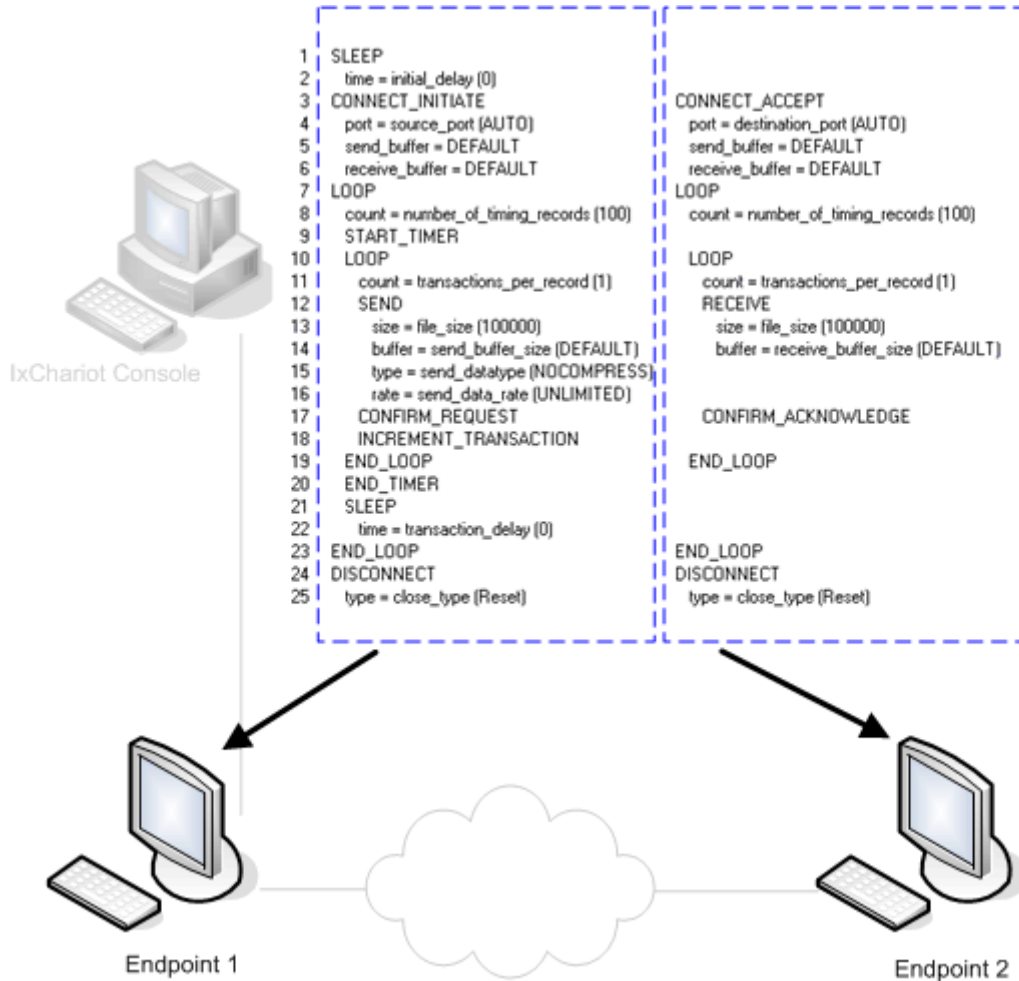 1 SLEEP
2 time = initial_delay (0)
3 CONNECT_INITIATE CONNECT_ACCEPT
4 port = source_port (AUTO) port = destination_port (AUTO)
5 send_buffer = DEFAULT send_buffer = DEFAULT
6 receive_buffer = DEFAULT receive_buffer = DEFAULT
7 LOOP LOOP
8 count = number_of_timing_records (100) count = number_of_timing_records (100)
9 START_TIMER
10 LOOP LOOP
11 count = transactions_per_record (1) count = transactions_per_record (1)
12 SEND RECEIVE
13 size = file_size (100000) size = file_size (100000)
14 buffer = send_buffer_size (DEFAULT) buffer = receive_buffer_size (DEFAULT)
15 type = send_datatype (NOCOMPRESS)
16 rate = send_data_rate (UNLIMITED)
17 CONFIRM_REQUEST CONFIRM_ACKNOWLEDGE
18 INCREMENT_TRANSACTION
19 END_LOOP END_LOOP
20 END_TIMER
21 SLEEP
22 time = transaction_delay (0)
23 END_LOOP END_LOOP
24 DISCONNECT DISCONNECT
25 type = close_type (Reset) type = close_type (Reset)
IxChariot Console
Endpoint 1
Endpoint 2